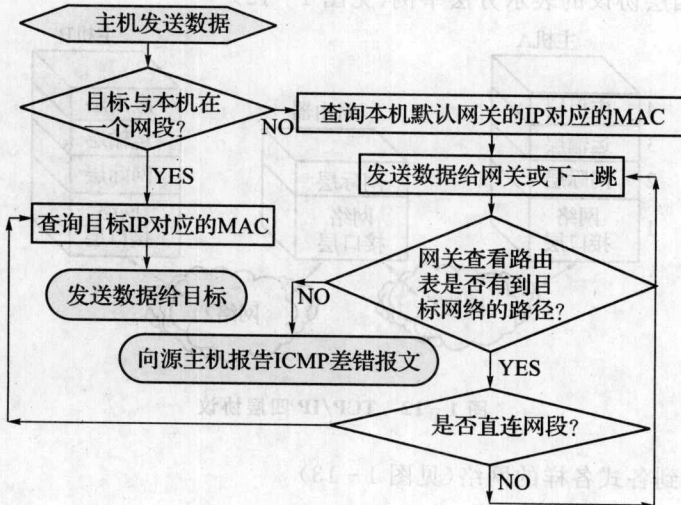 主机发送数据
目标与本机在
一个网段?
NO
查询本机默认网关的IP对应的MAC
YES
发送数据给网关或下一跳
查询目标IP对应的MAC
网关查看路由
表是否有到目
标网络的路径?
发送数据给目标
NO
向源主机报告ICMP差错报文
YES
是否直连网段?
NO